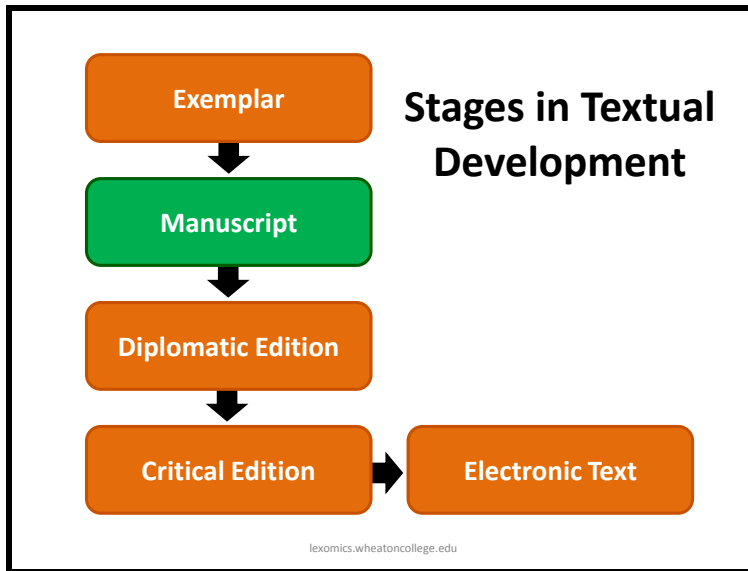 Stages in Textual
Development
Exemplar
Manuscript
Diplomatic Edition
Critical Edition
Electronic Text
lexomics.wheatoncollege.edu